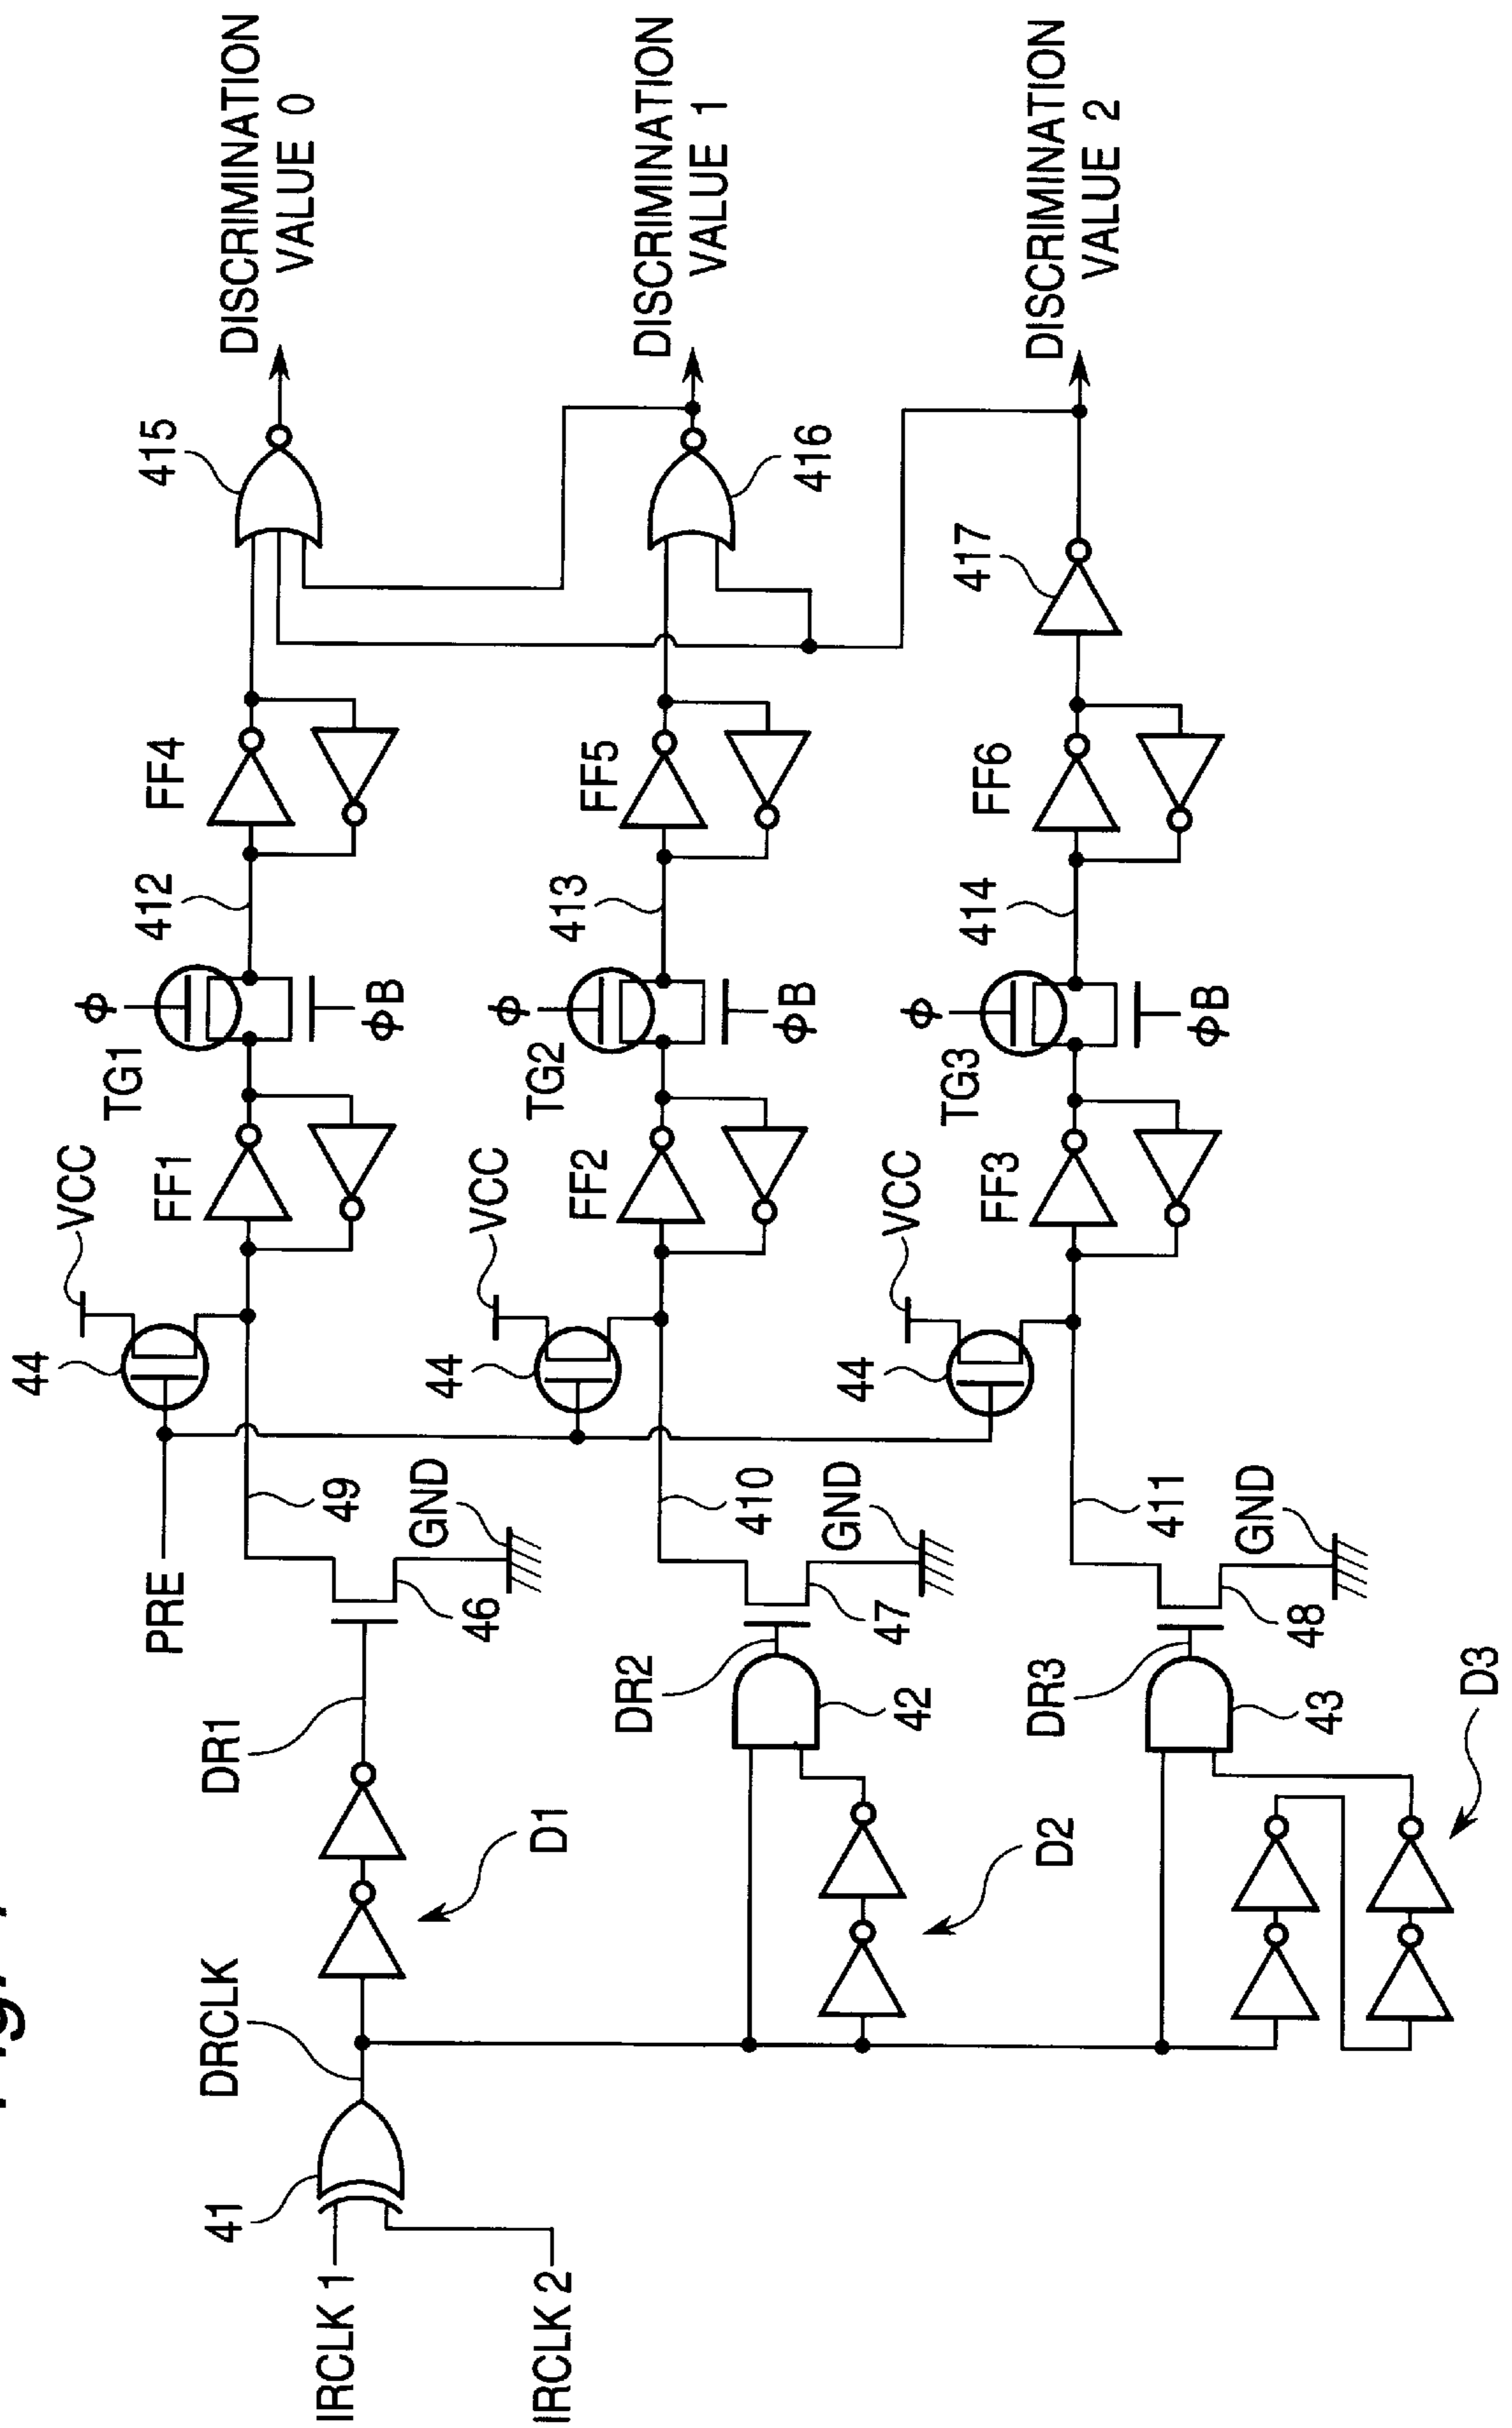 IRCLK 1
IRCLK 2
41
DRCLK
D1
DR1
D2
DR2
42
D3
DR3
43
PRE
46
GND
49
47
GND
410
48
GND
411
44
VCC
44
VCC
44
VCC
FF1
FF2
FF3
TG1
ϕ
ϕB
TG2
ϕ
ϕB
TG3
ϕ
ϕB
412
413
414
FF4
FF5
FF6
415
416
417
DISCRIMINATION
VALUE 0
DISCRIMINATION
VALUE 1
DISCRIMINATION
VALUE 2